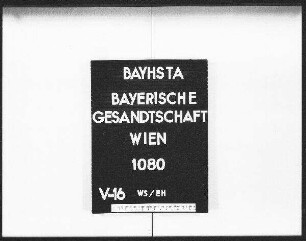 BAYHSTA
BAYERISCHE
GESANDTSCHAFT
WIEN
1080
V-16 WS/EH